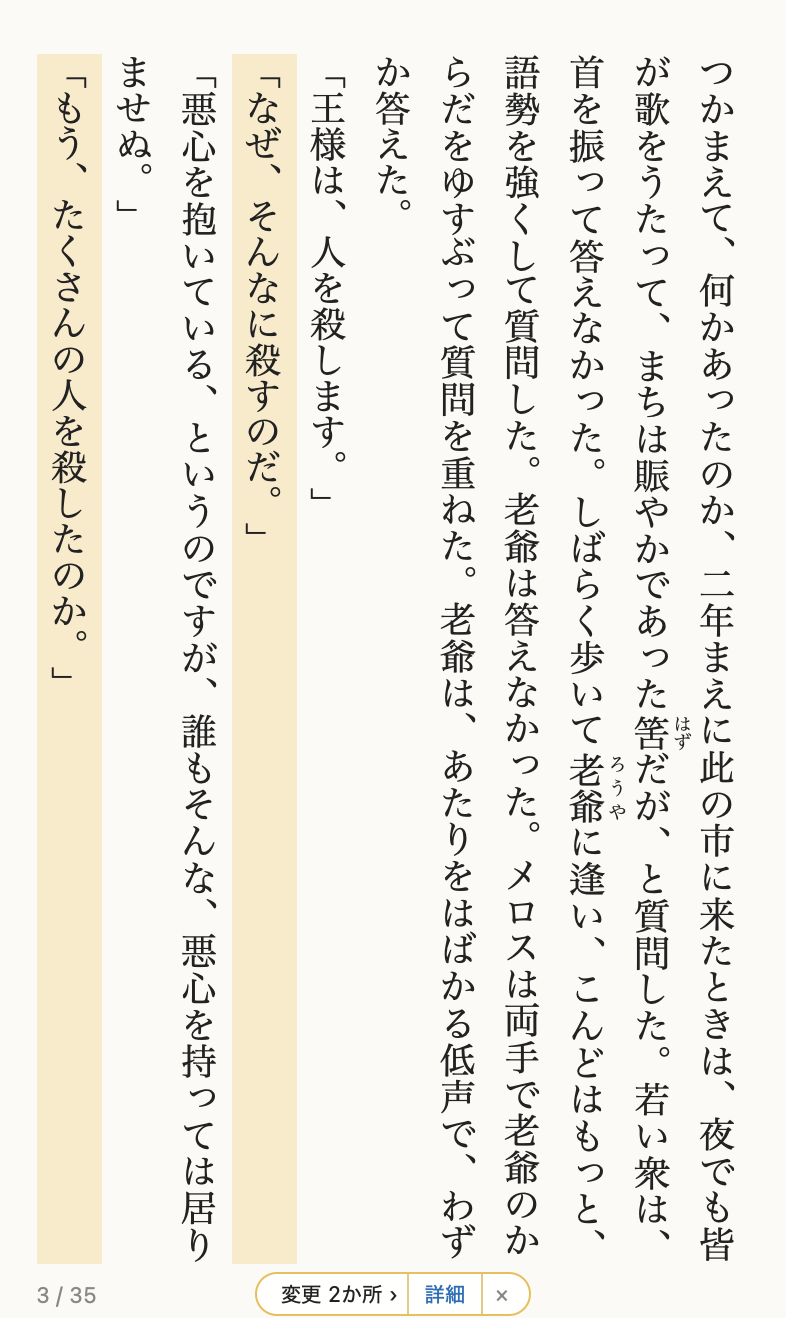 つかまえて、何かあったのか、二年まえに此の市に来たときは、夜でも皆
が歌をうたって、まちは賑やかであった筈だが、と質問した。若い衆は、
はず
首を振って答えなかった。しばらく歩いて老爺に逢い、こんどはもっと、
ろうや
語勢を強くして質問した。老爺は答えなかった。メロスは両手で老爺のか
らだをゆすぶって質問を重ねた。老爺は、あたりをはばかる低声で、わず
か答えた。
「王様は、人を殺します。」
「なぜ、そんなに殺すのだ。」
「悪心を抱いている、というのですが、誰もそんな、悪心を持っては居り
ませぬ。」
「もう、たくさんの人を殺したのか。」
3 / 35
変更 2か所 ›
詳細
×